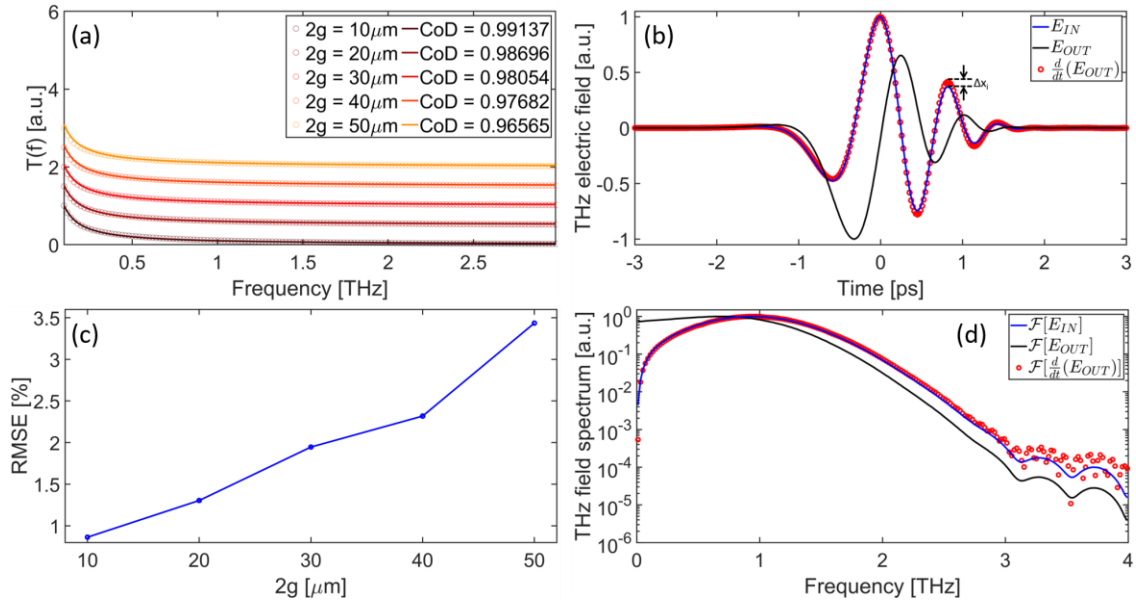 (a)
2g = 10μm CoD = 0.99137
2g = 20μm CoD = 0.98696
2g = 30μm CoD = 0.98054
2g = 40μm CoD = 0.97682
2g = 50μm CoD = 0.96565
T(f) [a.u.]
6
4
2
0
0.5 1 1.5 2 2.5
Frequency [THz]
(b)
E_IN
E_OUT
d/dt(E_OUT)
Δx_i
THz electric field [a.u.]
1
0.5
0
-0.5
-1
-3 -2 -1 0 1 2 3
Time [ps]
(c)
RMSE [%]
3.5
3
2.5
2
1.5
1
10 20 30 40 50
2g [μm]
(d)
F[E_IN]
F[E_OUT]
F[d/dt(E_OUT)]
THz field spectrum [a.u.]
10^0
10^-1
10^-2
10^-3
10^-4
10^-5
10^-6
0 1 2 3 4
Frequency [THz]